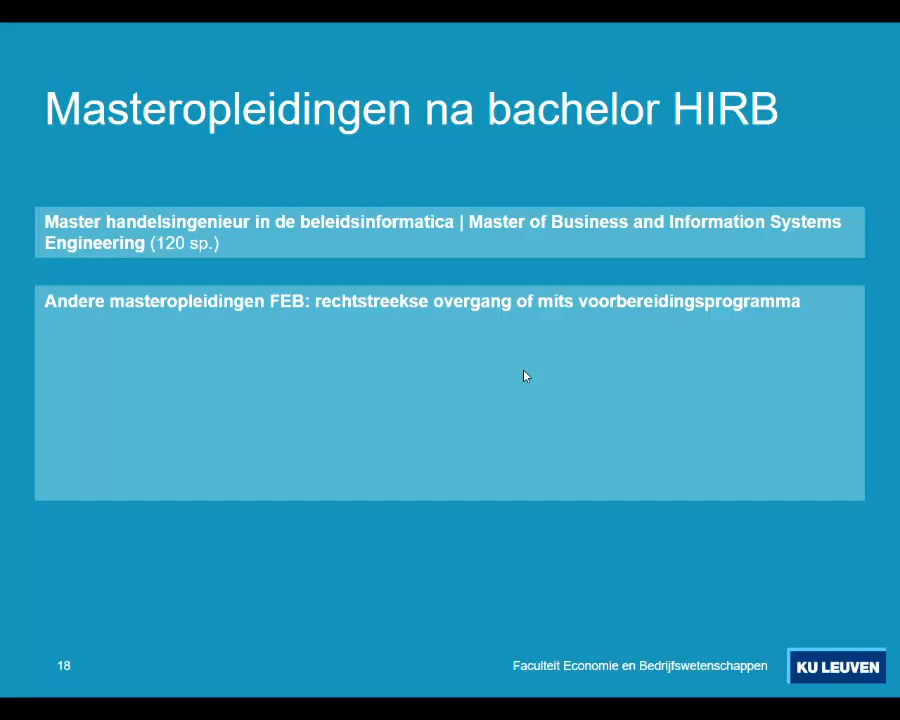 Masteropleidingen na bachelor HIRB
Master handelsingenieur in de beleidsinformatica | Master of Business and Information Systems
Engineering (120 sp.)
Andere masteropleidingen FEB: rechtstreekse overgang of mits voorbereidingsprogramma
18
Faculteit Economie en Bedrijfswetenschappen
KU LEUVEN